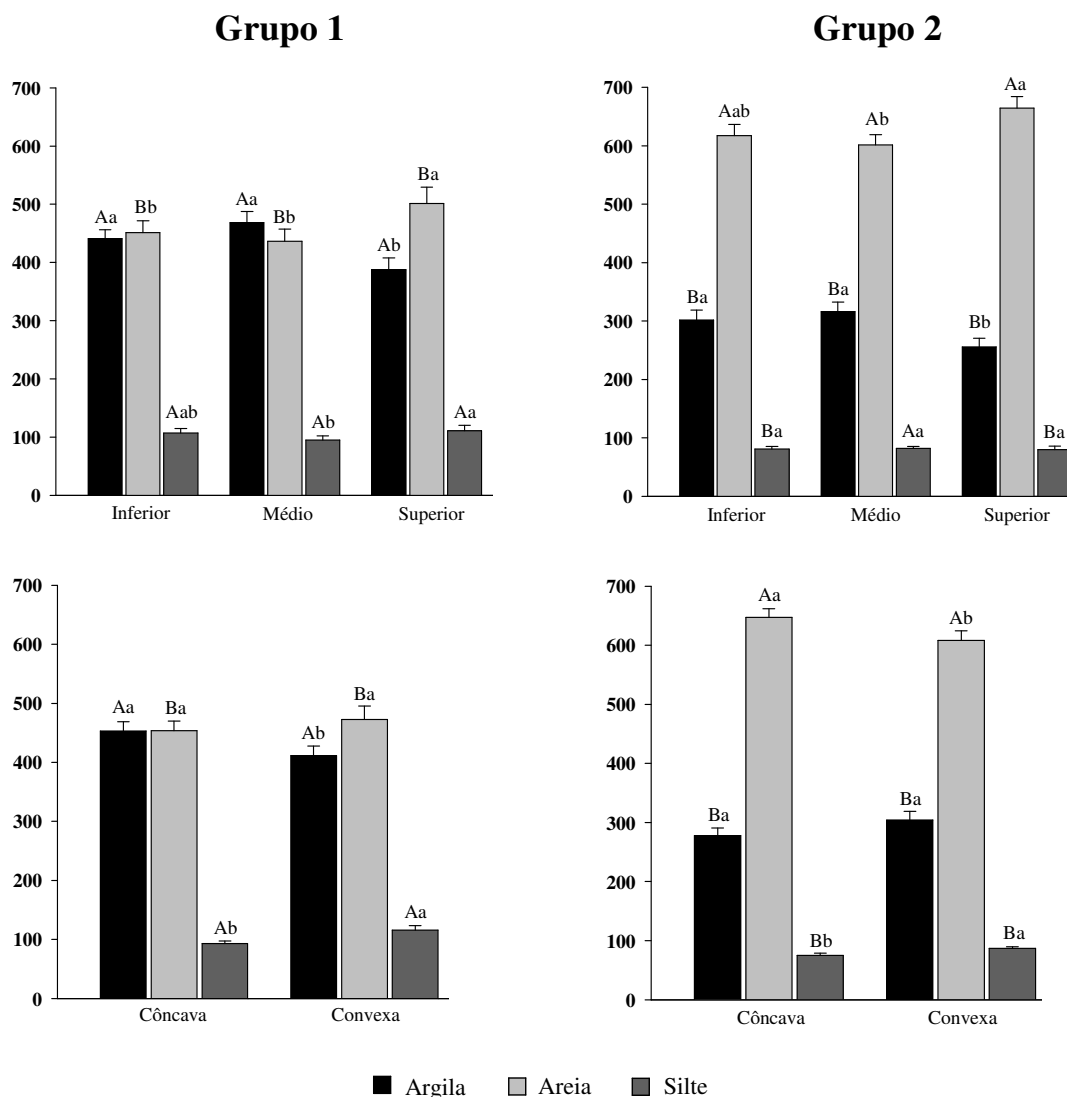 Grupo 1
Grupo 2
700
600
500
400
300
200
100
0
Aa
Bb
Aab
Aa
Bb
Ab
Ab
Ba
Aa
Inferior
Médio
Superior
700
600
500
400
300
200
100
0
Ba
Aab
Ba
Ba
Ab
Aa
Bb
Aa
Ba
Inferior
Médio
Superior
700
600
500
400
300
200
100
0
Aa
Ba
Ab
Ab
Ba
Aa
Côncava
Convexa
700
600
500
400
300
200
100
0
Ba
Aa
Bb
Ba
Ab
Ba
Côncava
Convexa
Argila
Areia
Silte